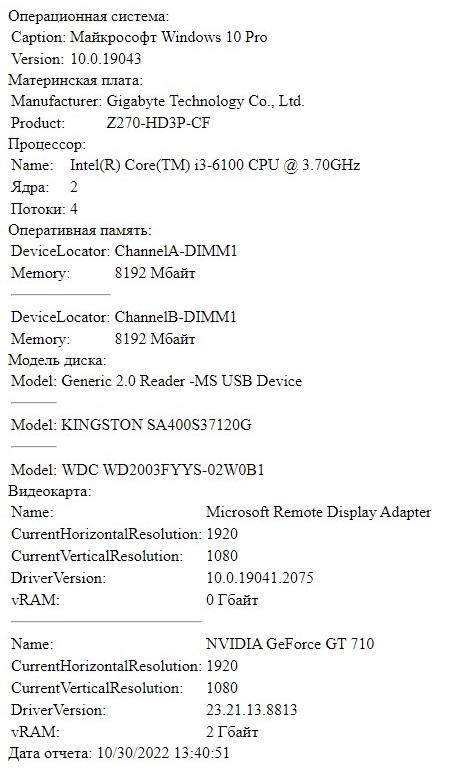 Операционная система:
Caption: Майкрософт Windows 10 Pro
Version: 10.0.19043
Материнская плата:
Manufacturer: Gigabyte Technology Co., Ltd.
Product: Z270-HD3P-CF
Процессор:
Name: Intel(R) Core(TM) i3-6100 CPU @ 3.70GHz
Ядра: 2
Потоки: 4
Оперативная память:
DeviceLocator: ChannelA-DIMM1
Memory: 8192 Мбайт
DeviceLocator: ChannelB-DIMM1
Memory: 8192 Мбайт
Модель диска:
Model: Generic 2.0 Reader -MS USB Device
Model: KINGSTON SA400S37120G
Model: WDC WD2003FYYS-02W0B1
Видеокарта:
Name: Microsoft Remote Display Adapter
CurrentHorizontalResolution: 1920
CurrentVerticalResolution: 1080
DriverVersion: 10.0.19041.2075
vRAM: 0 Гбайт
Name: NVIDIA GeForce GT 710
CurrentHorizontalResolution: 1920
CurrentVerticalResolution: 1080
DriverVersion: 23.21.13.8813
vRAM: 2 Гбайт
Дата отчета: 10/30/2022 13:40:51